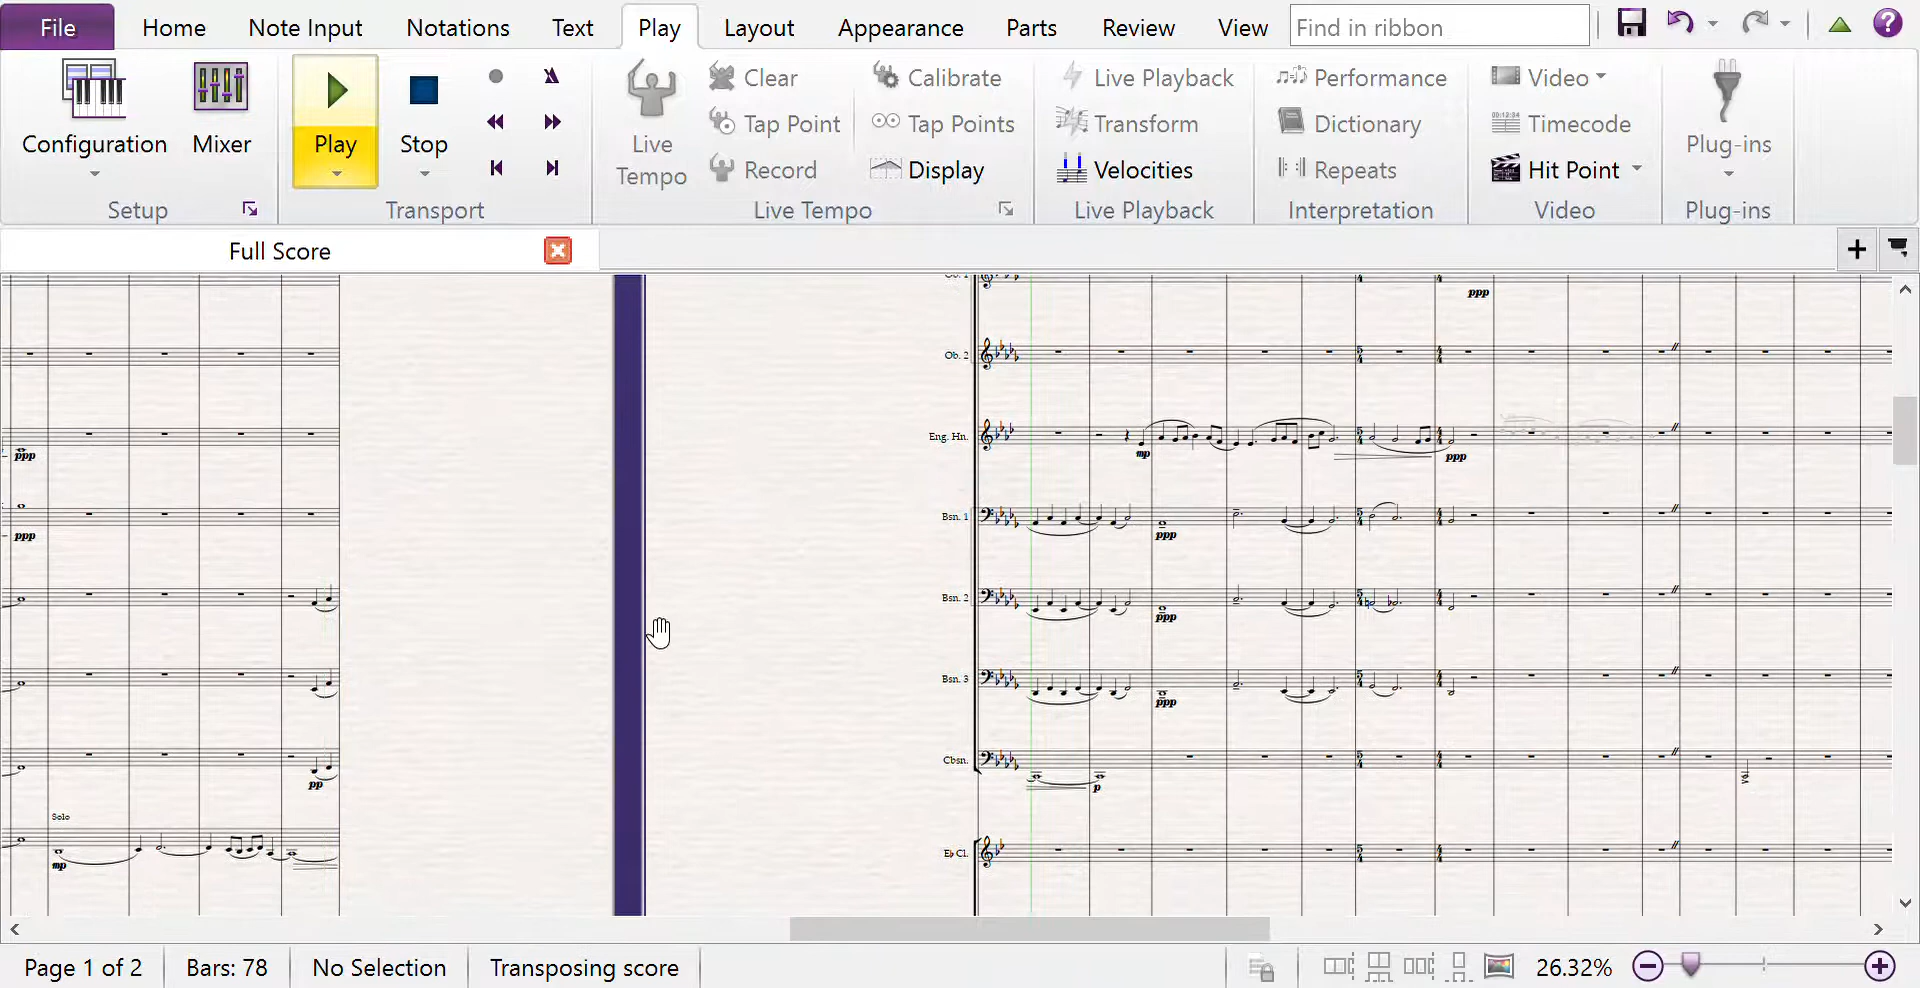 File Home Note Input Notations Text Play Layout Appearance Parts Review View Find in ribbon
Configuration Mixer Play Stop Live Tempo Clear Calibrate Live Playback Performance Video Plug-ins
Tap Point Tap Points Transform Dictionary Timecode
Record Display Velocities Repeats Hit Point
Setup Transport Live Tempo Live Playback Interpretation Video Plug-ins
Full Score
ppp
Ob. 2
Eng. Hn.
mp
ppp
ppp
Bsn. 1
ppp
ppp
Bsn. 2
ppp
Bsn. 3
ppp
Cbsn.
pp
p
Solo
E♭ Cl.
mp
Page 1 of 2 Bars: 78 No Selection Transposing score 26.32%